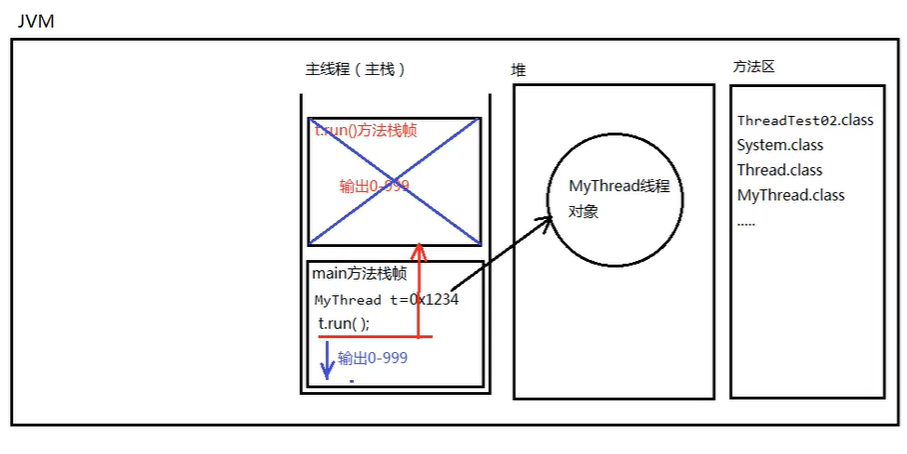 JVM
主线程（主栈）
t.run()方法栈帧
输出0-999
main方法栈帧
MyThread t=0x1234
t.run( );
输出0-999
堆
MyThread线程
对象
方法区
ThreadTest02.class
System.class
Thread.class
MyThread.class
.....